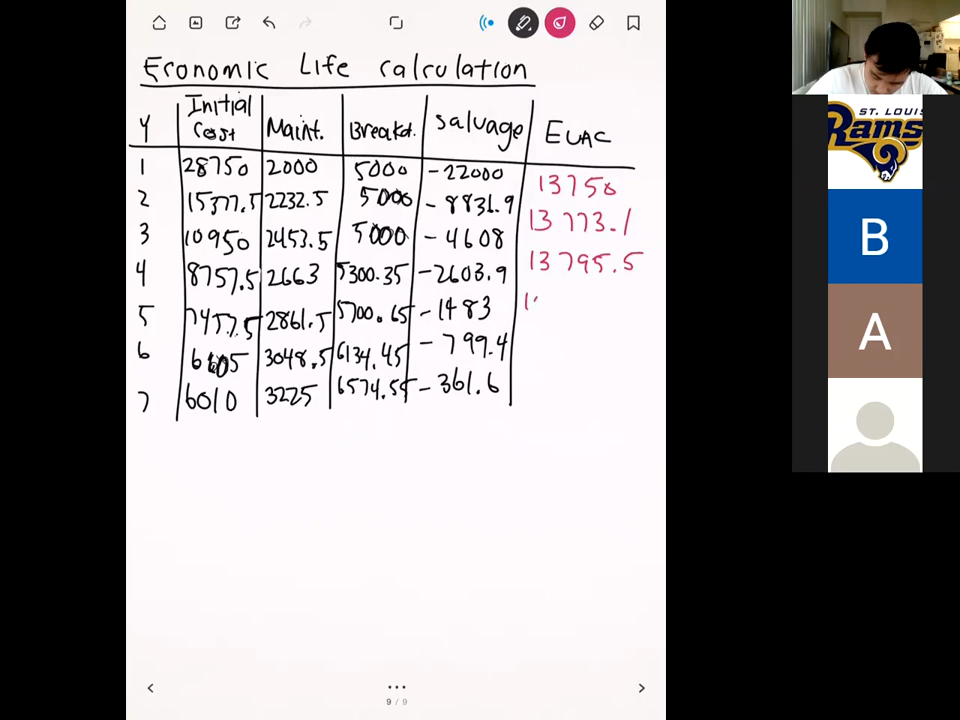 Economic Life calculation
Y Initial Cost Maint. Breakd. Salvage EUAC
1 28750 2000 5000 -22000 13750
2 15377.5 2232.5 5000 -8831.9 13773.1
3 10950 2453.5 5000 -4608 13795.5
4 8757.5 2663 5300.35 -2603.9 1
5 7457.5 2861.5 5700.65 -1483
6 6605 3048.5 6134.45 -799.4
7 6010 3225 6574.55 -361.6
9 / 9
ST. LOUIS
Rams
B
A